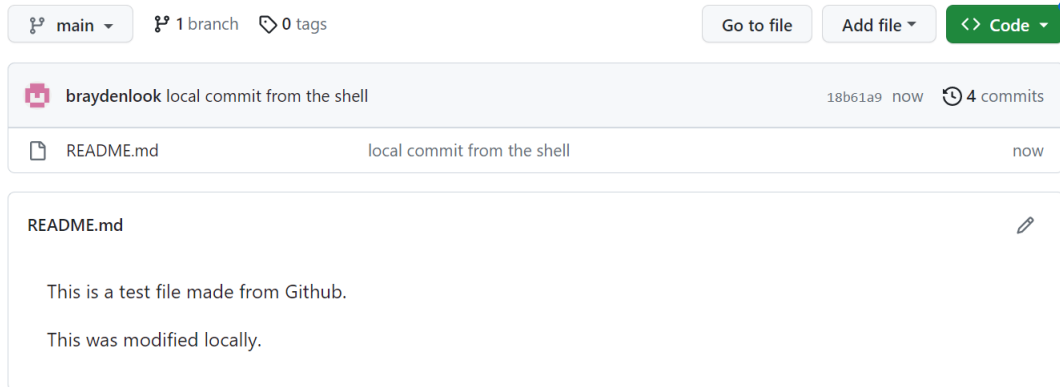 main 1 branch 0 tags Go to file Add file <> Code
braydenlook local commit from the shell 18b61a9 now 4 commits
README.md local commit from the shell now
README.md
This is a test file made from Github.
This was modified locally.